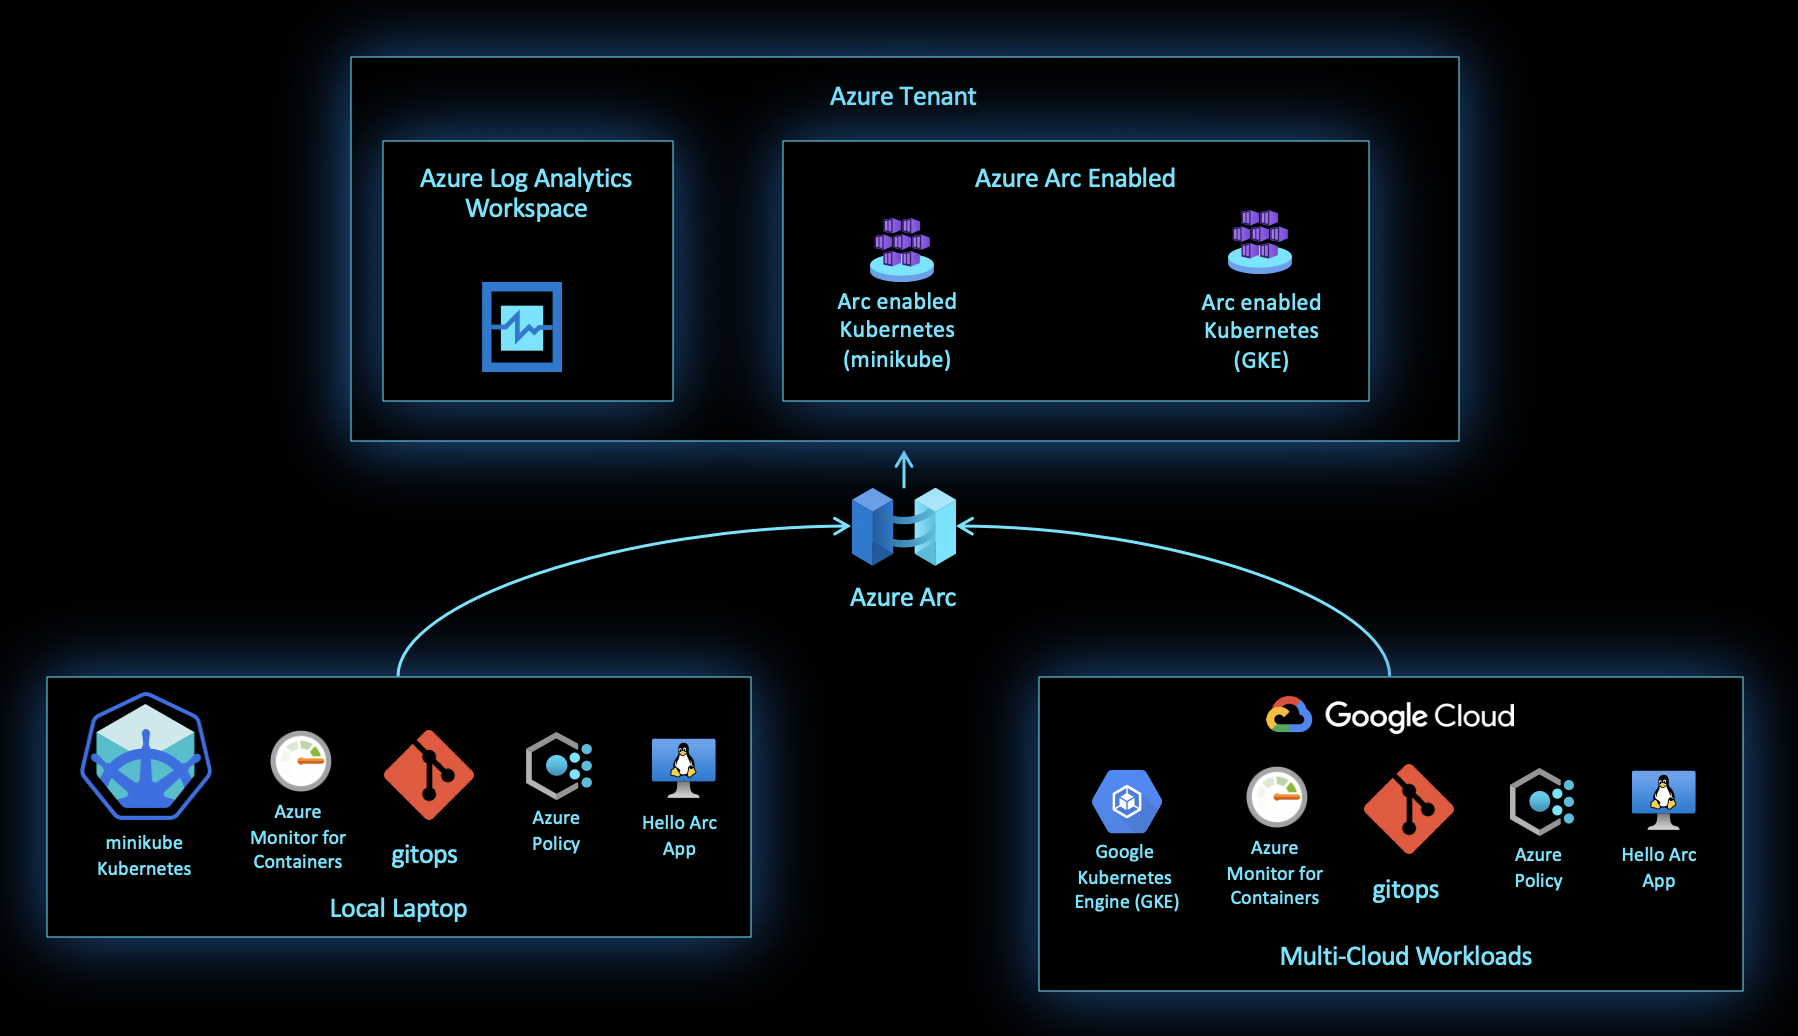 Azure Tenant
Azure Log Analytics
Workspace
Azure Arc Enabled
Arc enabled
Kubernetes
(minikube)
Arc enabled
Kubernetes
(GKE)
Azure Arc
minikube
Kubernetes
Azure
Monitor for
Containers
gitops
Azure
Policy
Hello Arc
App
Local Laptop
Google Cloud
Google
Kubernetes
Engine (GKE)
Azure
Monitor for
Containers
gitops
Azure
Policy
Hello Arc
App
Multi-Cloud Workloads